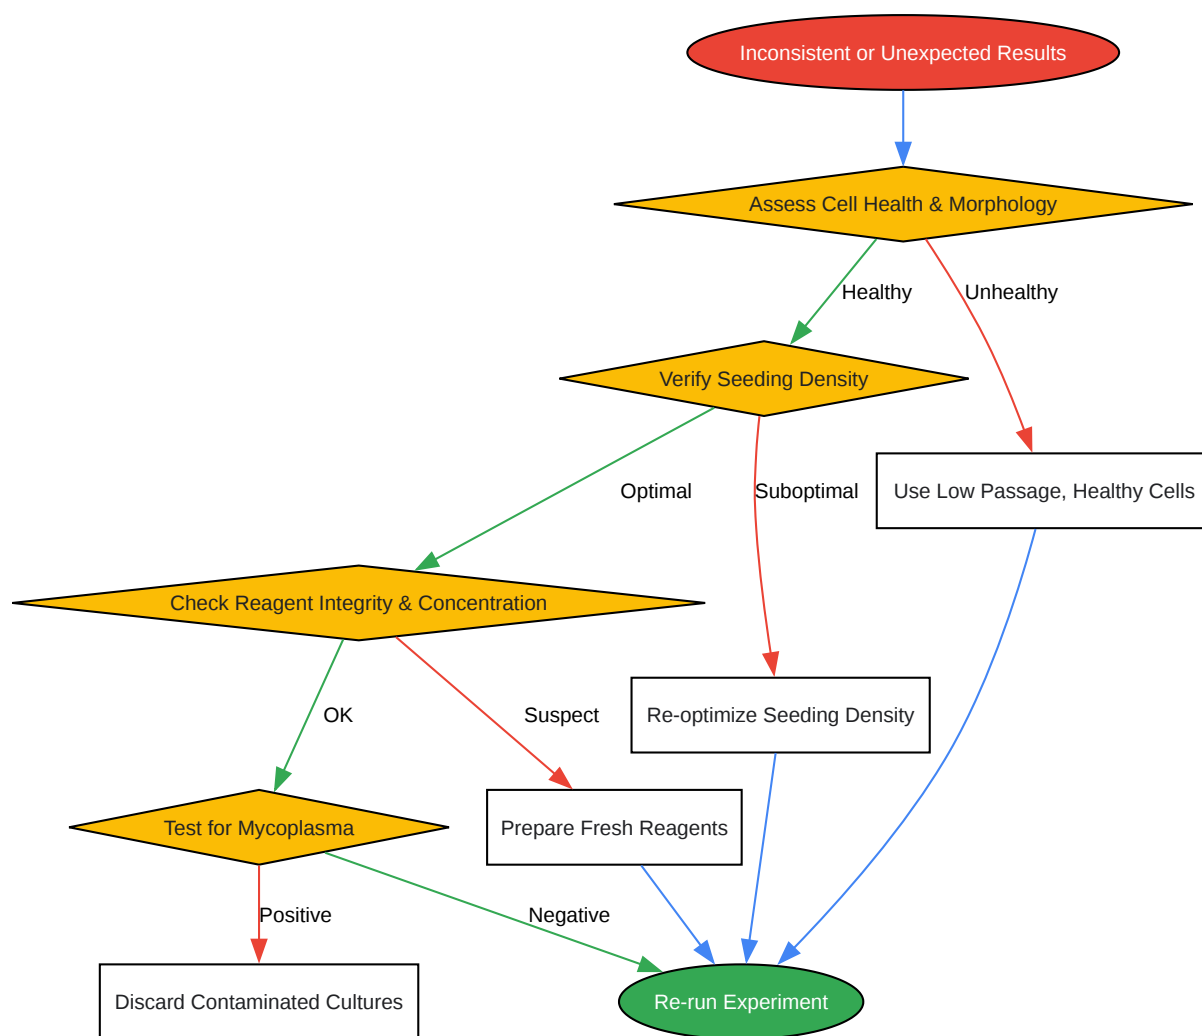 Inconsistent or Unexpected Results
Assess Cell Health & Morphology
Healthy
Unhealthy
Verify Seeding Density
Optimal
Suboptimal
Use Low Passage, Healthy Cells
Check Reagent Integrity & Concentration
OK
Suspect
Re-optimize Seeding Density
Test for Mycoplasma
Prepare Fresh Reagents
Positive
Negative
Discard Contaminated Cultures
Re-run Experiment